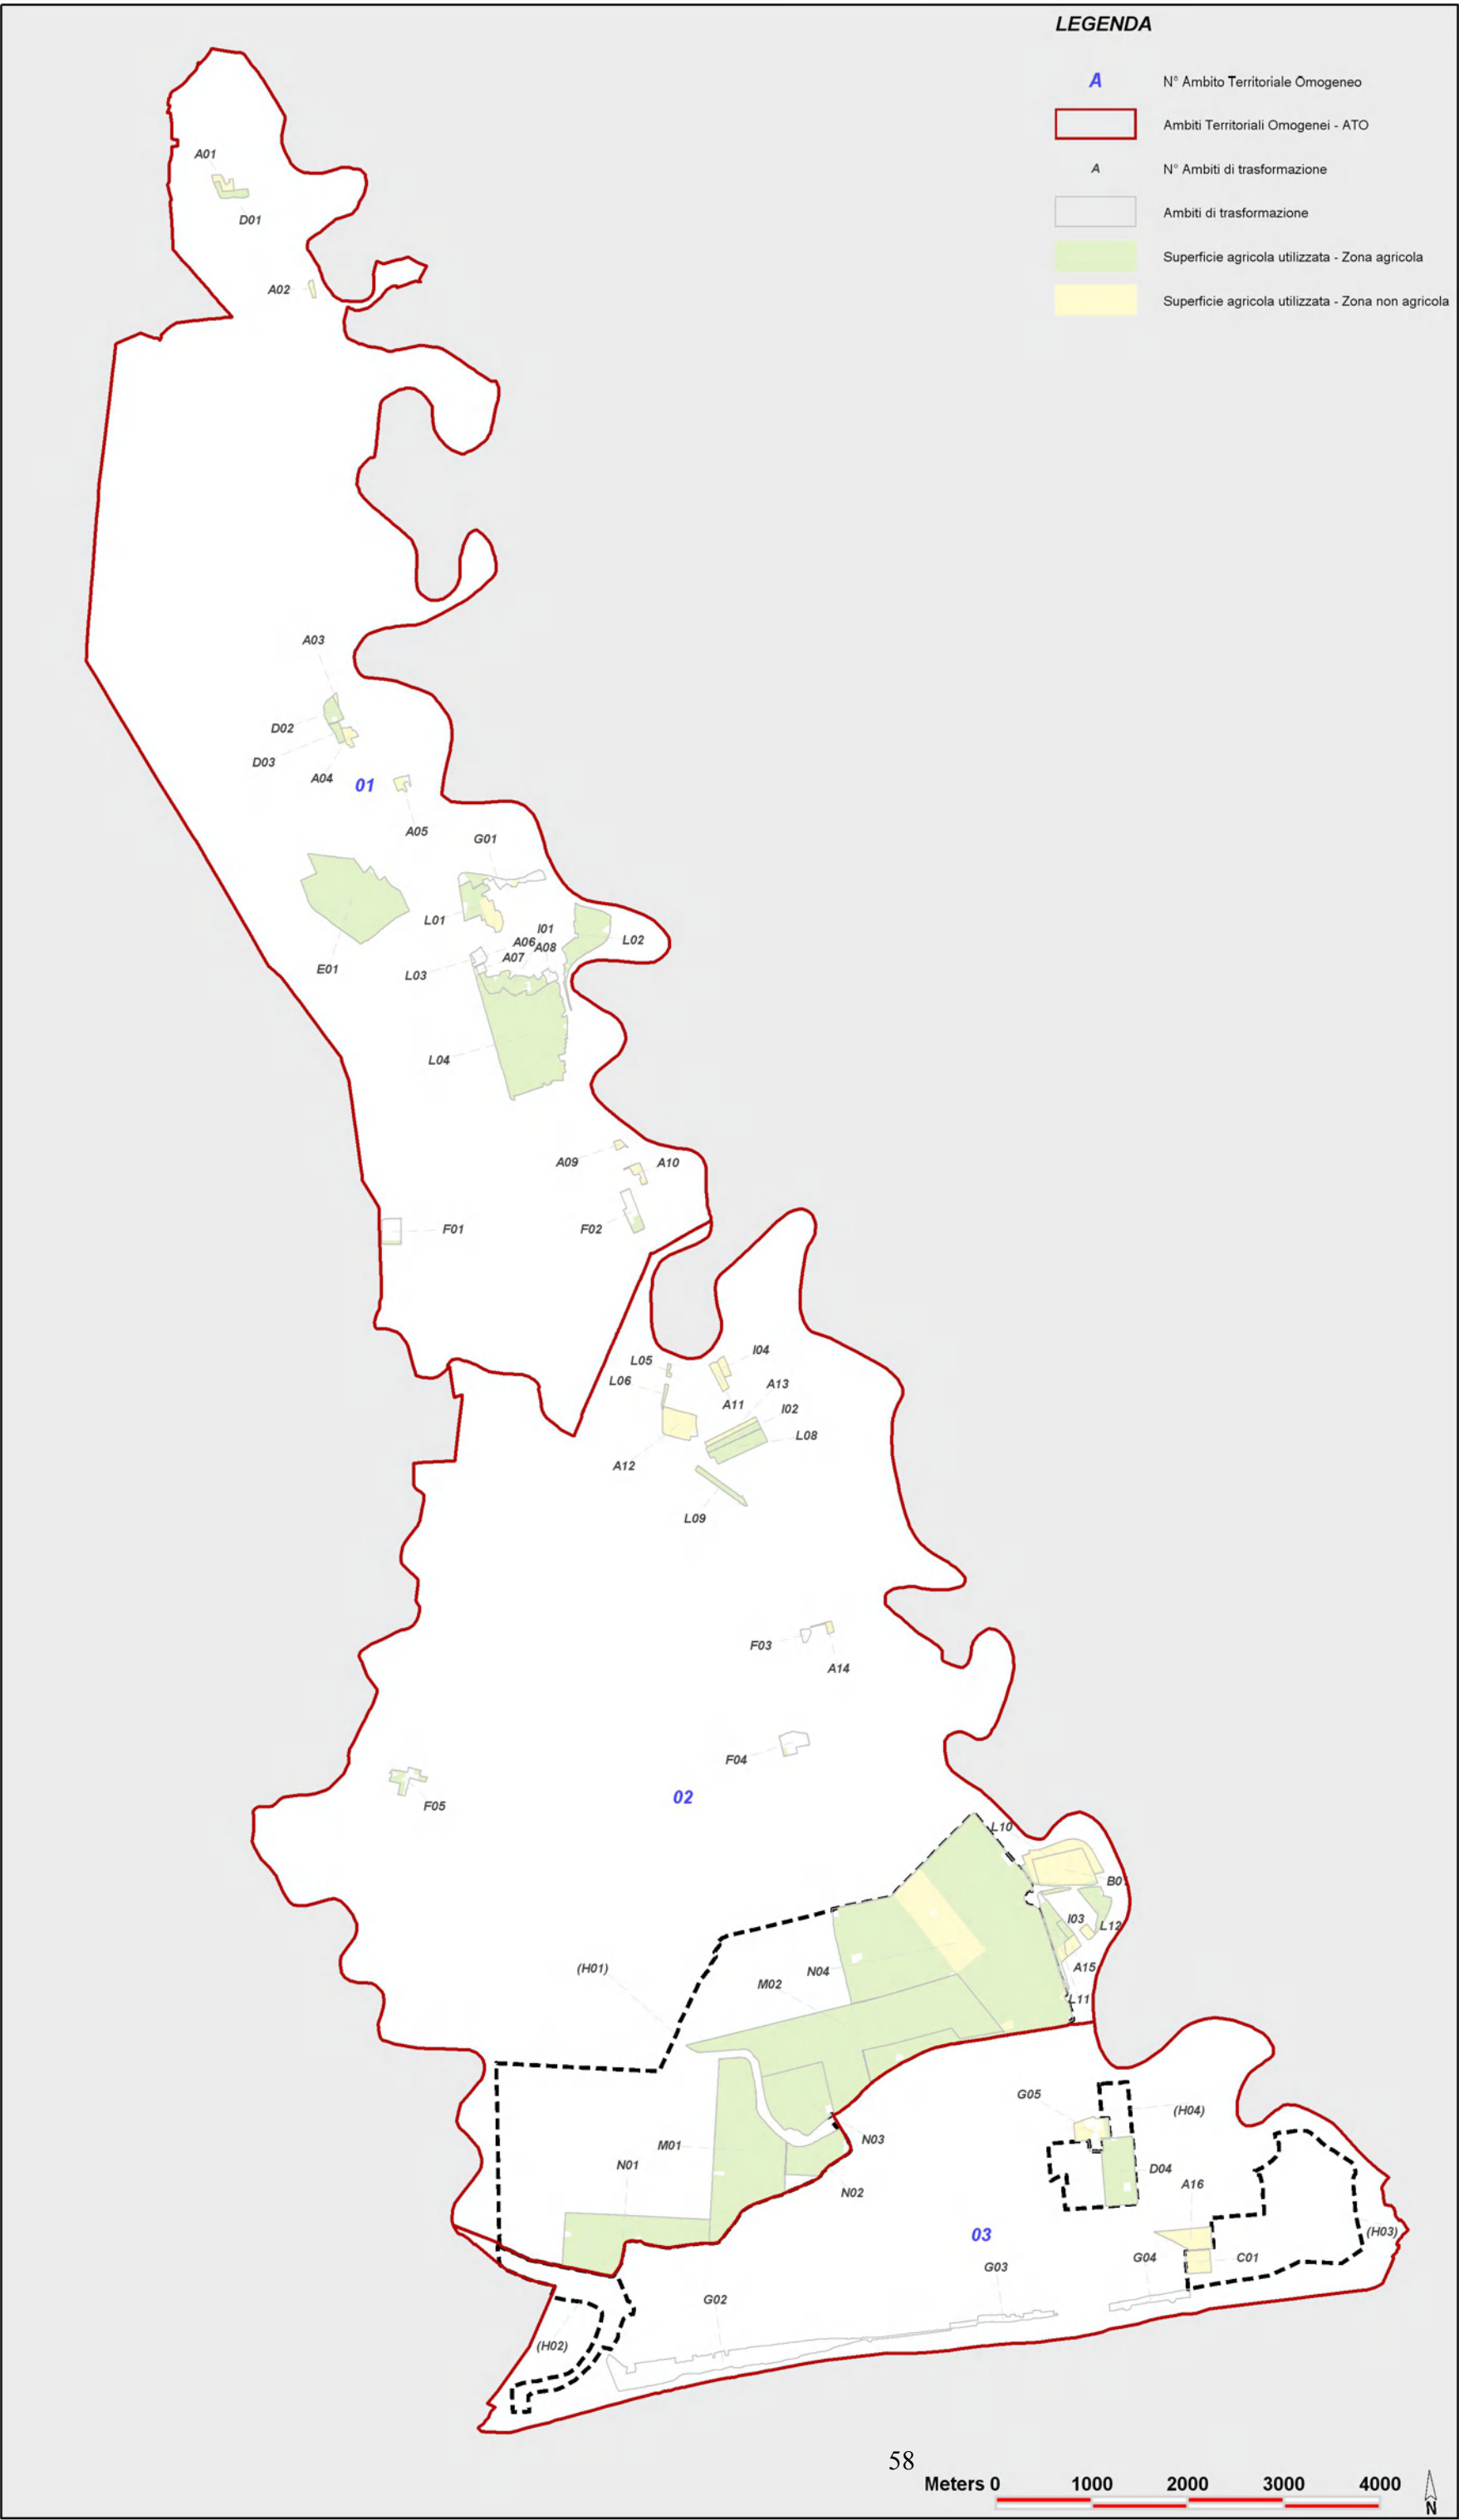 LEGENDA
A N° Ambito Territoriale Omogeneo
Ambiti Territoriali Omogenei - ATO
A N° Ambiti di trasformazione
Ambiti di trasformazione
Superficie agricola utilizzata - Zona agricola
Superficie agricola utilizzata - Zona non agricola
A01
D01
A02
A03
D02
D03
A04
01
A05
G01
L01
I01
A06
A08
L02
A07
E01
L03
L04
A09
A10
F01
F02
I04
L05
L06
A13
A11
I02
L08
A12
L09
F03
A14
F04
02
F05
L10
B0
I03
L12
(H01)
A15
N04
M02
L11
G05
(H04)
N03
M01
N01
D04
A16
N02
03
(H03)
G04
C01
G03
G02
(H02)
58
Meters 0 1000 2000 3000 4000
N